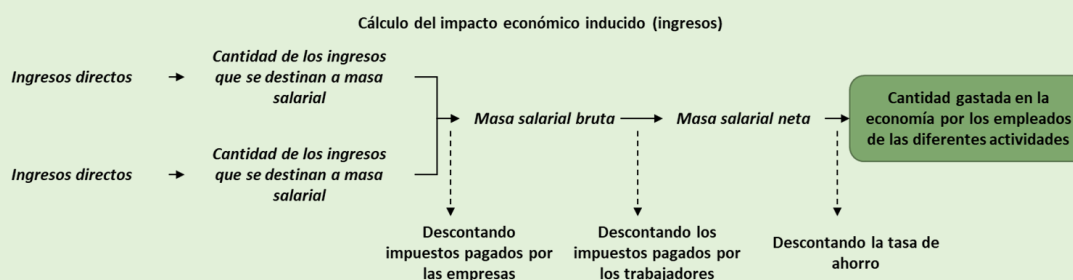 Cálculo del impacto económico inducido (ingresos)
Ingresos directos
Cantidad de los ingresos
que se destinan a masa
salarial
Masa salarial bruta
Masa salarial neta
Cantidad gastada en la
economía por los empleados
de las diferentes actividades
Ingresos directos
Cantidad de los ingresos
que se destinan a masa
salarial
Descontando
impuestos pagados por
las empresas
Descontando los
impuestos pagados por
los trabajadores
Descontando la tasa de
ahorro